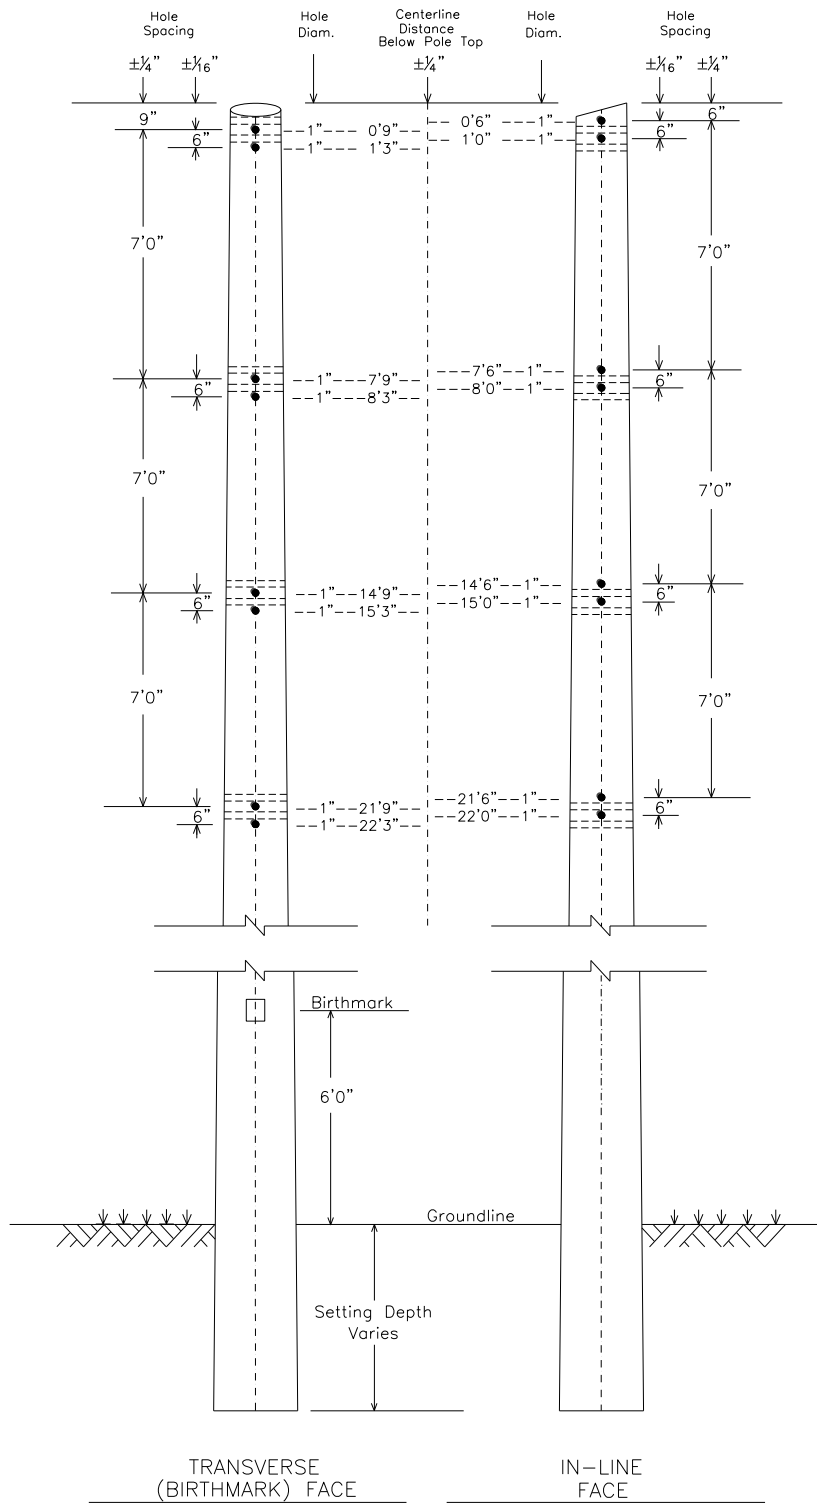 Hole
Spacing
Hole
Diam.
Centerline
Distance
Below Pole Top
Hole
Diam.
Hole
Spacing
±1/4" ±1/16" ±1/4" ±1/16" ±1/4"
9"
6"
1" 0'9"
1" 1'3"
0'6" 1"
1'0" 1"
6"
6"
7'0"
7'0"
6"
1" 7'9"
1" 8'3"
7'6" 1"
8'0" 1"
6"
7'0"
7'0"
6"
1" 14'9"
1" 15'3"
14'6" 1"
15'0" 1"
6"
7'0"
7'0"
6"
1" 21'9"
1" 22'3"
21'6" 1"
22'0" 1"
6"
Birthmark
6'0"
Groundline
Setting Depth
Varies
TRANSVERSE
(BIRTHMARK) FACE
IN-LINE
FACE